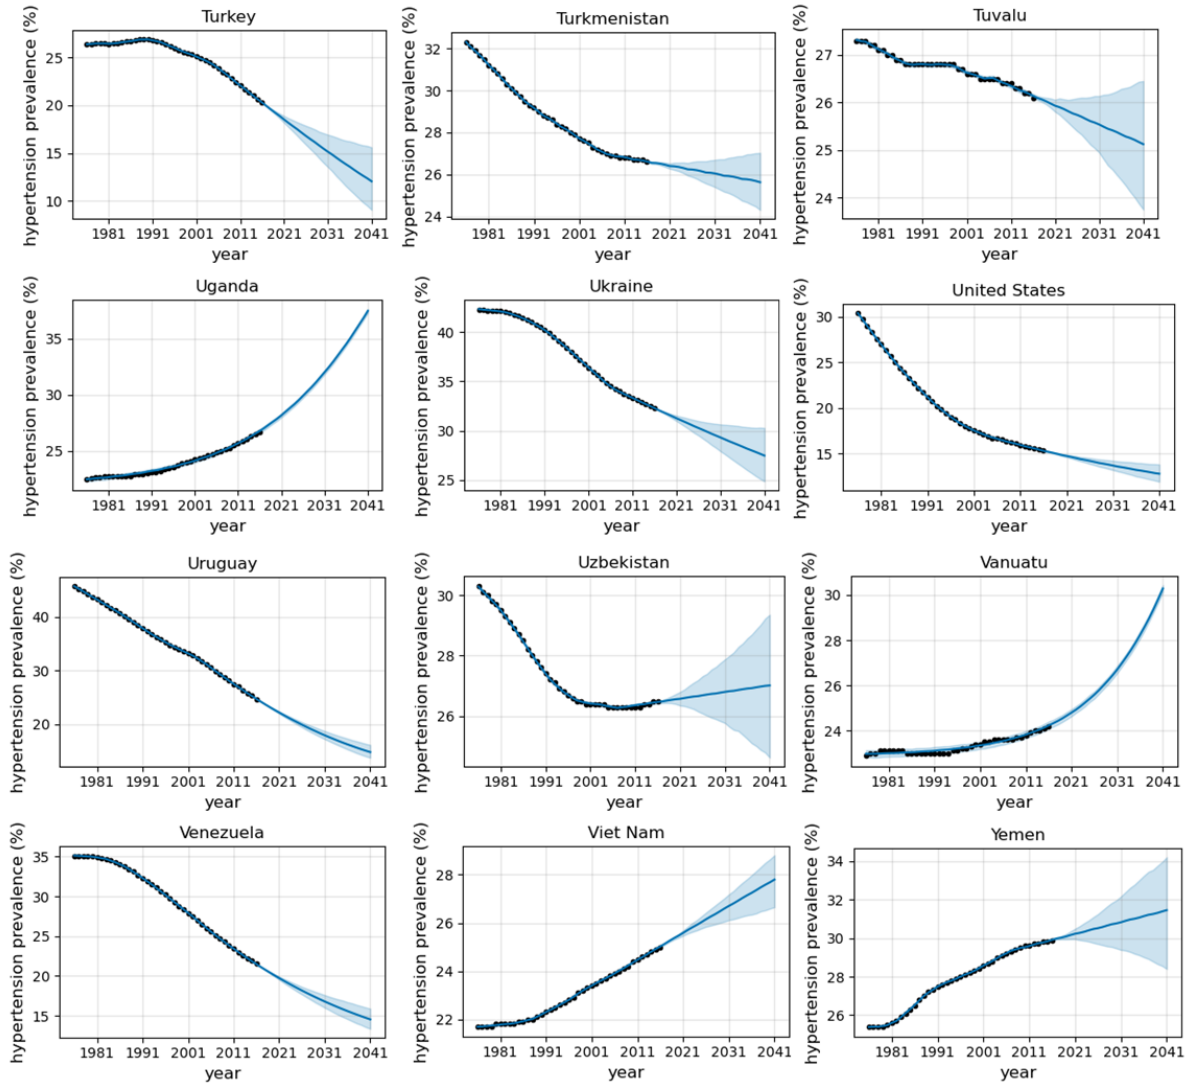 Turkey
hypertension prevalence (%)
25
20
15
10
1981 1991 2001 2011 2021 2031 2041
year
Turkmenistan
hypertension prevalence (%)
32
30
28
26
24
1981 1991 2001 2011 2021 2031 2041
year
Tuvalu
hypertension prevalence (%)
27
26
25
24
1981 1991 2001 2011 2021 2031 2041
year
Uganda
hypertension prevalence (%)
35
30
25
1981 1991 2001 2011 2021 2031 2041
year
Ukraine
hypertension prevalence (%)
40
35
30
25
1981 1991 2001 2011 2021 2031 2041
year
United States
hypertension prevalence (%)
30
25
20
15
1981 1991 2001 2011 2021 2031 2041
year
Uruguay
hypertension prevalence (%)
40
30
20
1981 1991 2001 2011 2021 2031 2041
year
Uzbekistan
hypertension prevalence (%)
30
28
26
1981 1991 2001 2011 2021 2031 2041
year
Vanuatu
hypertension prevalence (%)
30
28
26
24
1981 1991 2001 2011 2021 2031 2041
year
Venezuela
hypertension prevalence (%)
35
30
25
20
15
1981 1991 2001 2011 2021 2031 2041
year
Viet Nam
hypertension prevalence (%)
28
26
24
22
1981 1991 2001 2011 2021 2031 2041
year
Yemen
hypertension prevalence (%)
34
32
30
28
26
1981 1991 2001 2011 2021 2031 2041
year